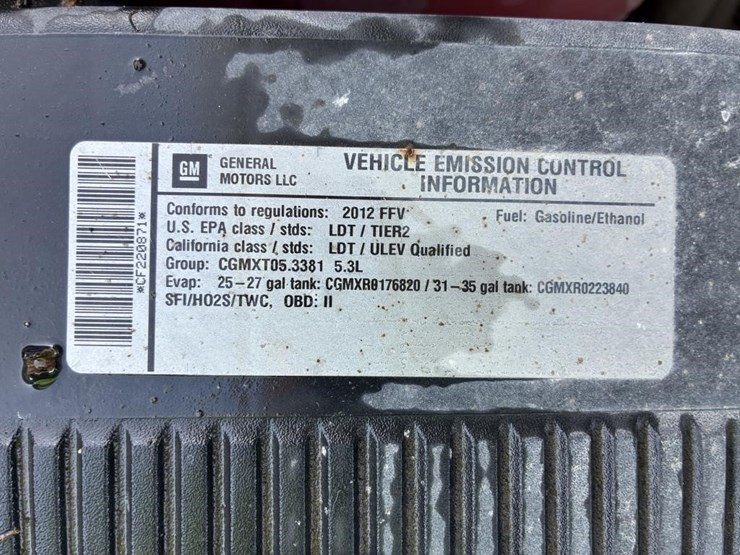 GM
GENERAL
MOTORS LLC
VEHICLE EMISSION CONTROL
INFORMATION
Conforms to regulations: 2012 FFV
Fuel: Gasoline/Ethanol
U.S. EPA class / stds: LDT / TIER2
California class / stds: LDT / ULEV Qualified
Group: CGMXT05.3381 5.3L
Evap: 25-27 gal tank: CGMXR0176820 / 31-35 gal tank: CGMXR0223840
SFI/HO2S/TWC, OBD: II
*CF220871*